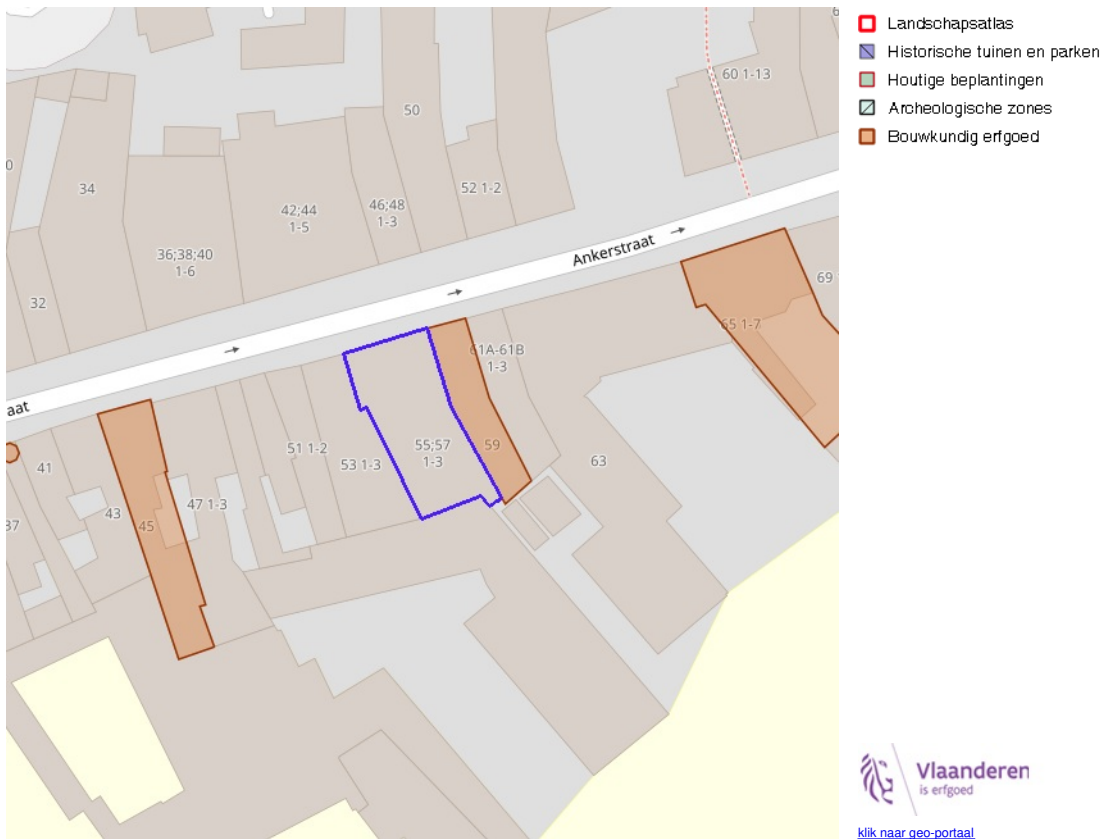 Landschapsatlas
Historische tuinen en parken
Houtige beplantingen
Archeologische zones
Bouwkundig erfgoed
60 1-13
50
34
52 1-2
42;44
1-5
46;48
1-3
36;38;40
1-6
32
Ankerstraat
69
65 1-7
61A-61B
1-3
aat
41
51 1-2
53 1-3
55;57
1-3
59
63
47 1-3
43
45
37
Vlaanderen
is erfgoed
klik naar geo-portaal